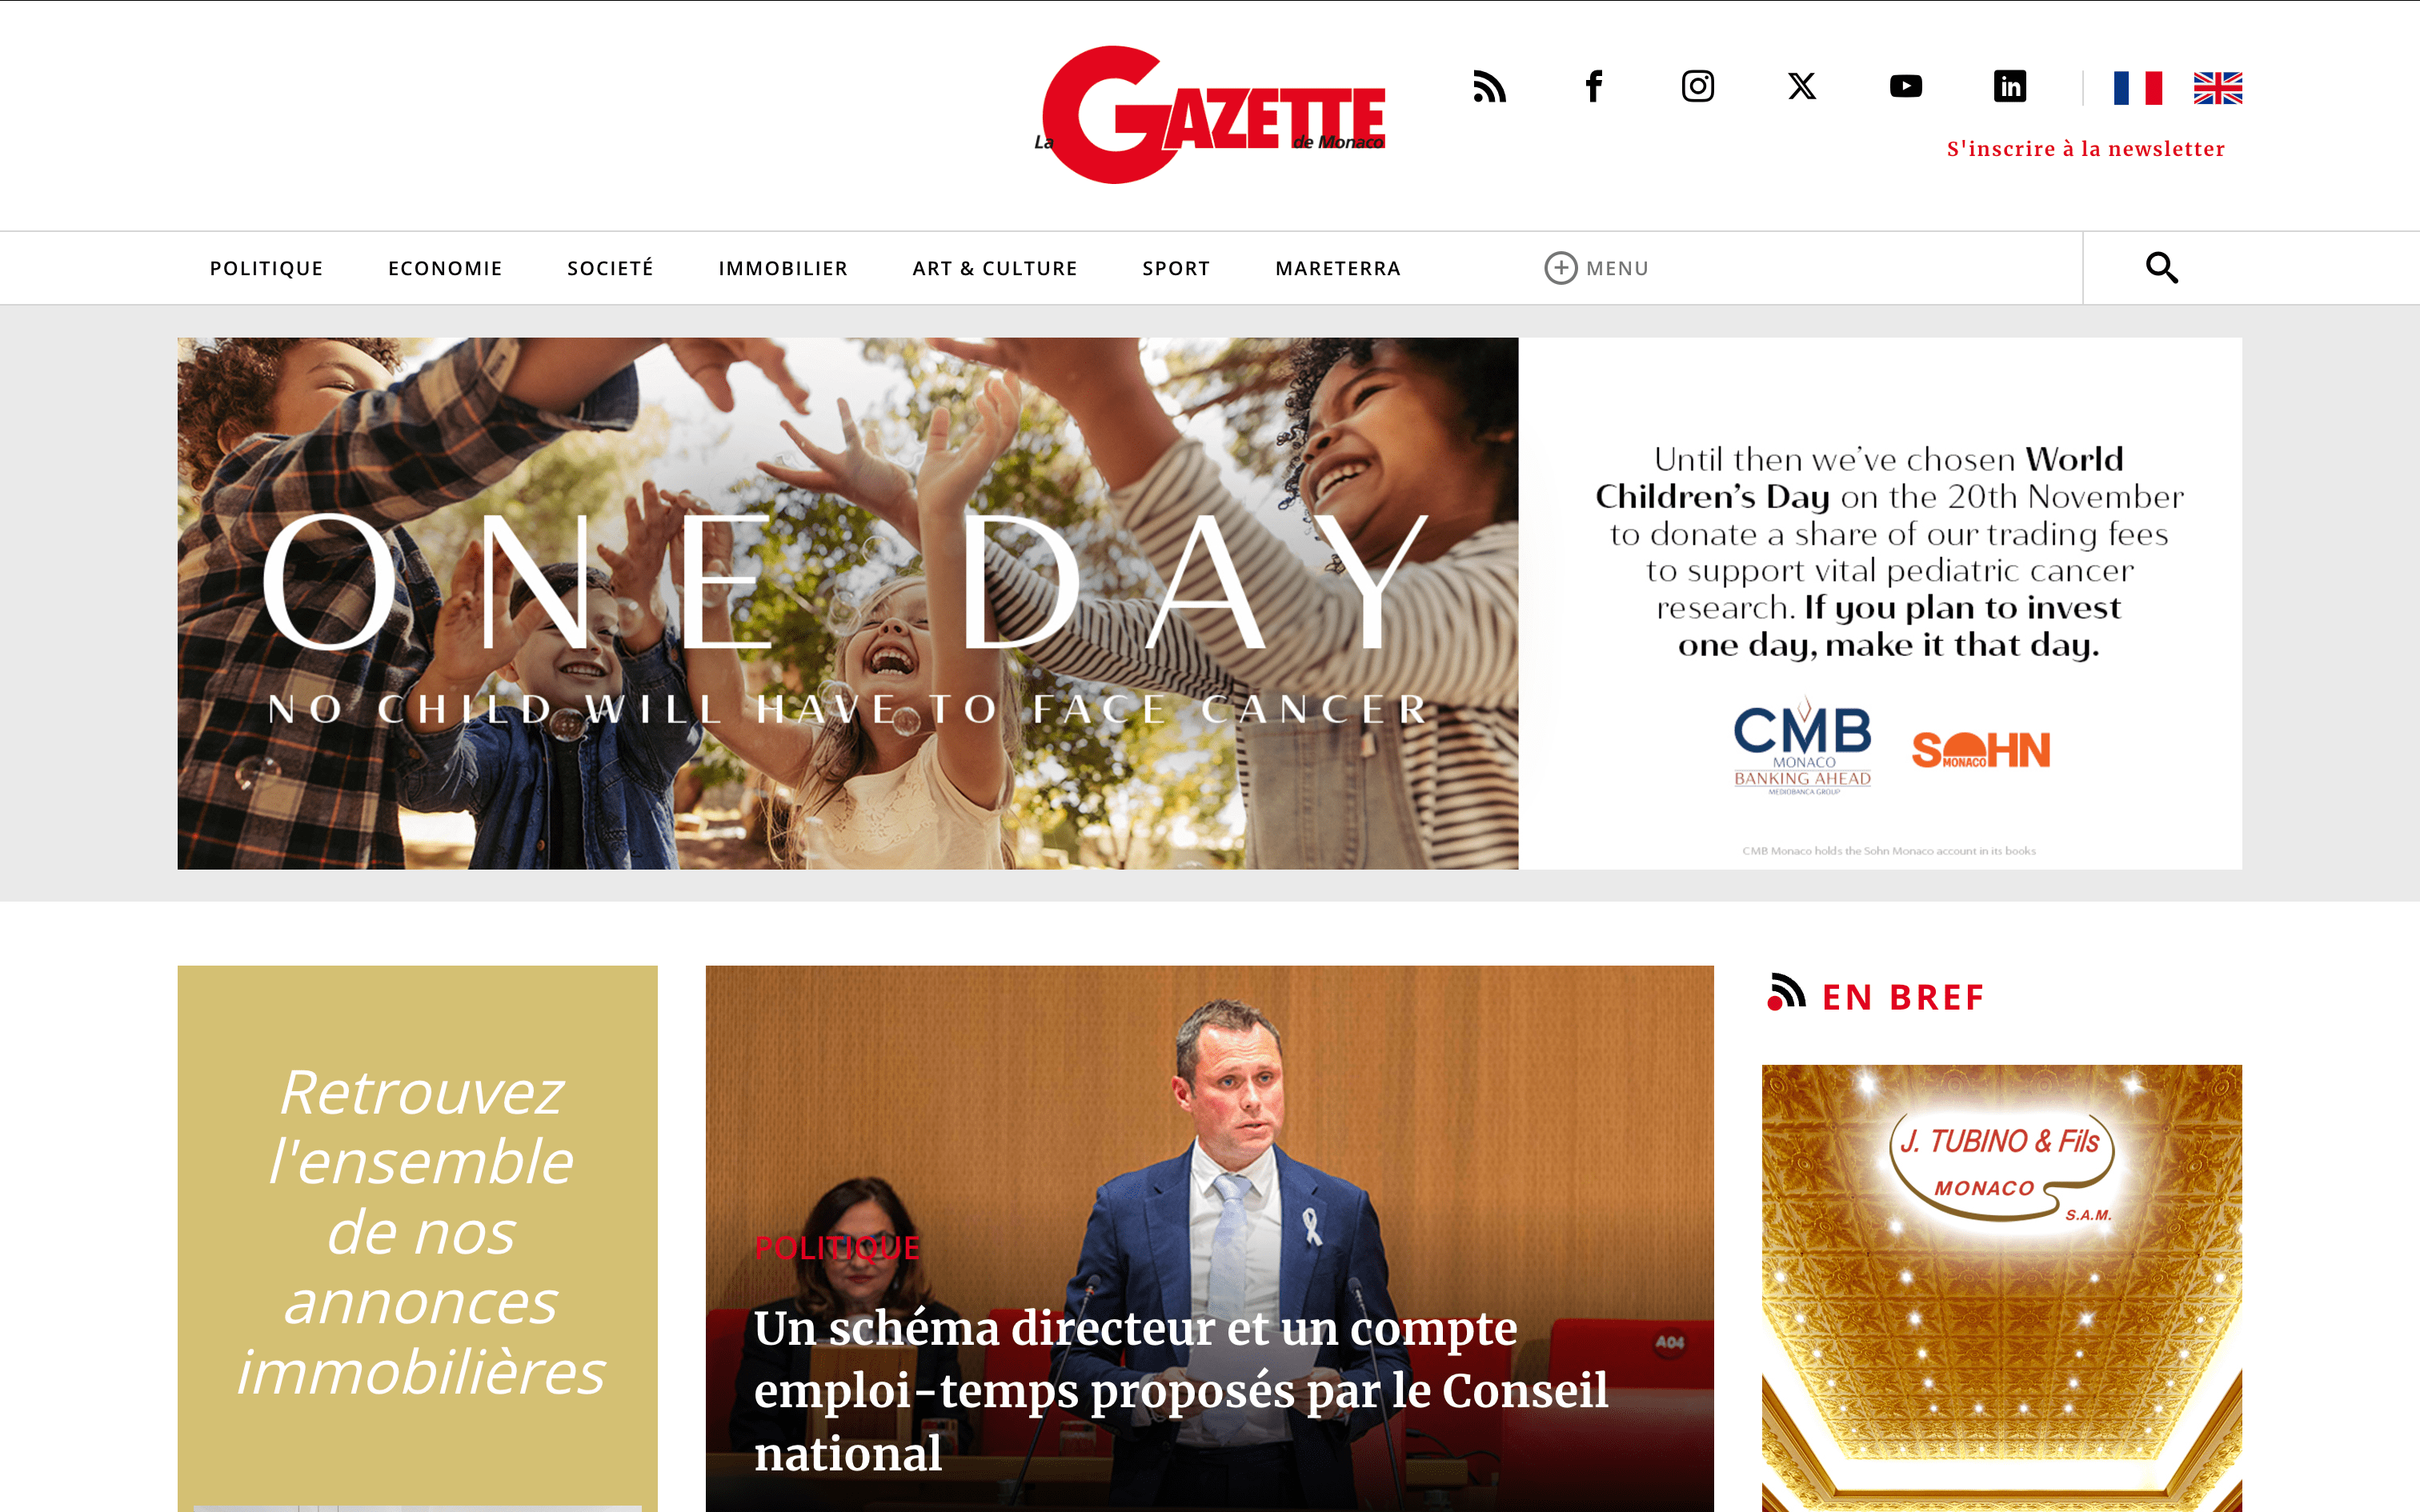 La GAZETTE de Monaco
S'inscrire à la newsletter
POLITIQUE
ECONOMIE
SOCIETÉ
IMMOBILIER
ART & CULTURE
SPORT
MARETERRA
MENU
ONE DAY
NO CHILD WILL HAVE TO FACE CANCER
Until then we've chosen World
Children's Day on the 20th November
to donate a share of our trading fees
to support vital pediatric cancer
research. If you plan to invest
one day, make it that day.
CMB
MONACO
BANKING AHEAD
MEDIOBANCA GROUP
SOHN
MONACO
CMB Monaco holds the Sohn Monaco account in its books
Retrouvez
l'ensemble
de nos
annonces
immobilières
A04
POLITIQUE
Un schéma directeur et un compte
emploi-temps proposés par le Conseil
national
EN BREF
J. TUBINO & Fils
MONACO
S.A.M.